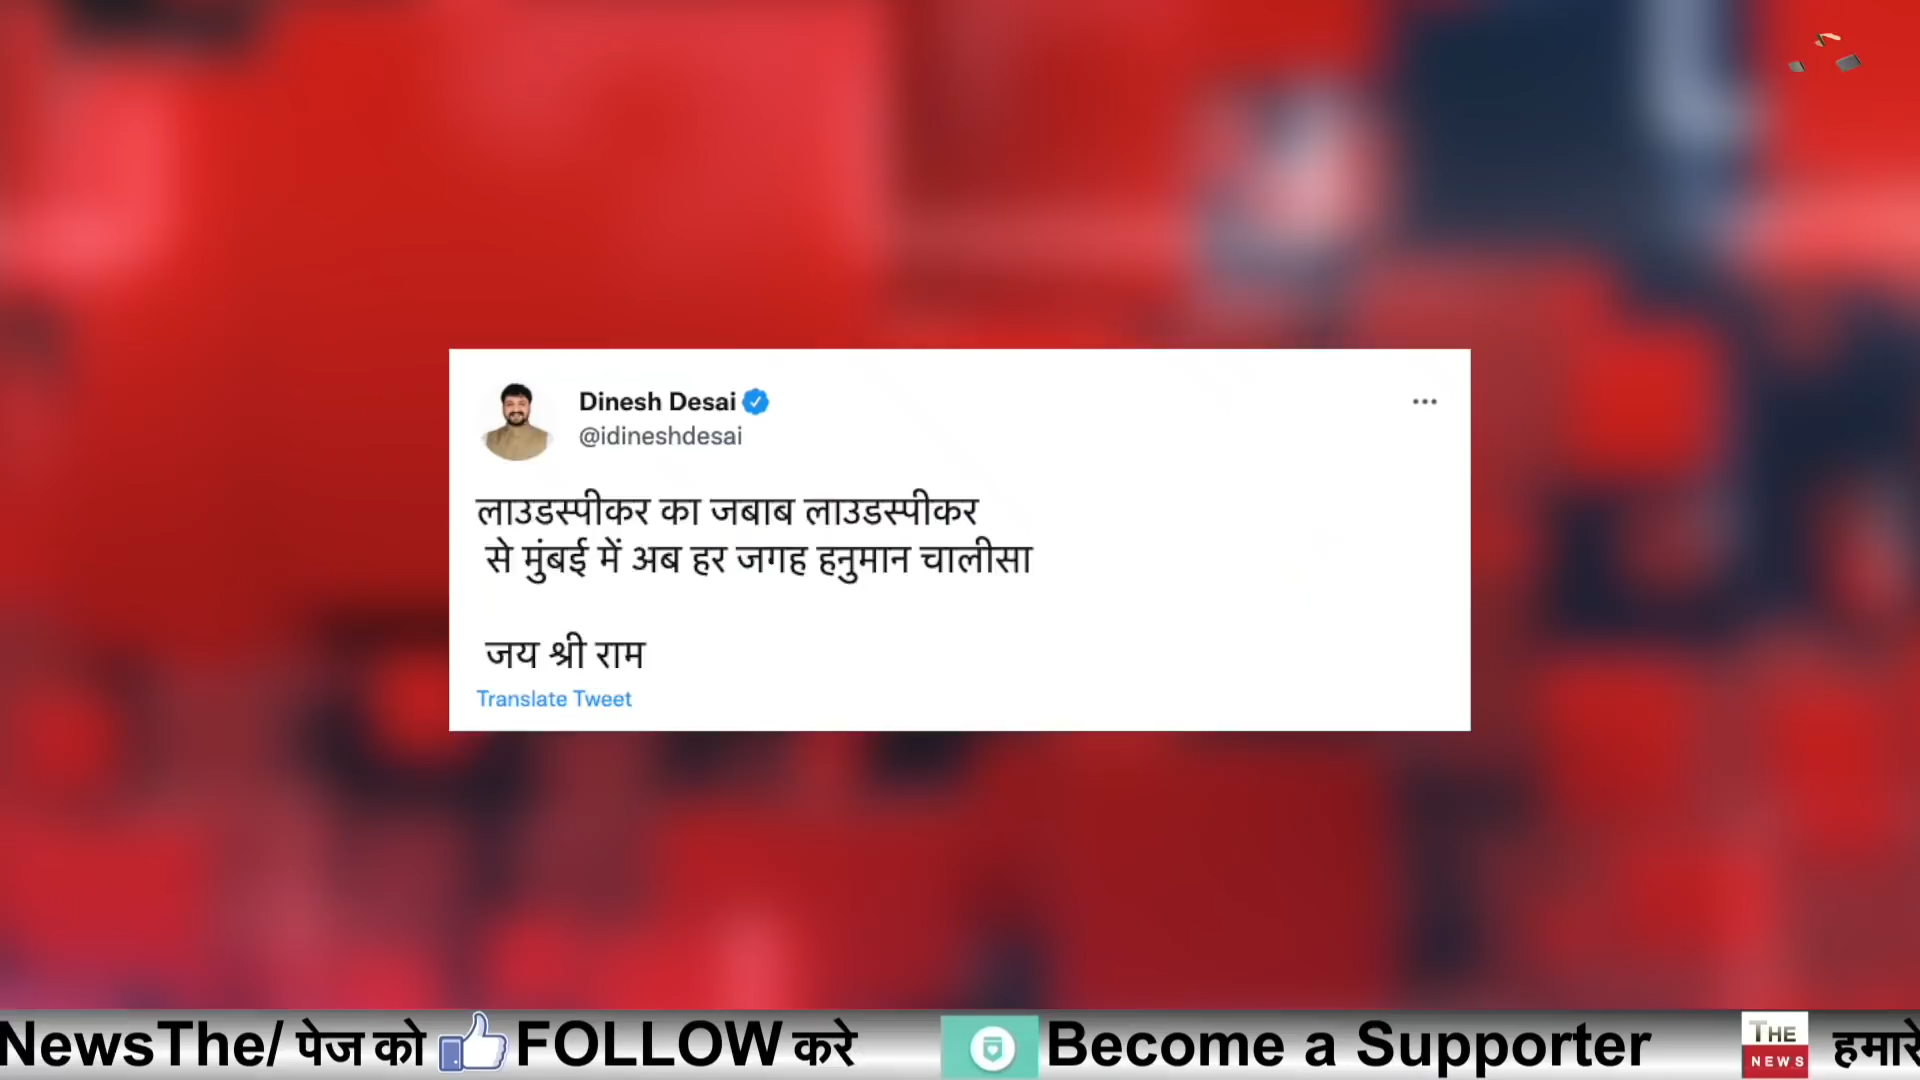 Dinesh Desai
@idineshdesai
लाउडस्पीकर का जबाब लाउडस्पीकर
से मुंबई में अब हर जगह हनुमान चालीसा
जय श्री राम
Translate Tweet
NewsThe/ पेज को FOLLOW करे Become a Supporter THE NEWS हमारे